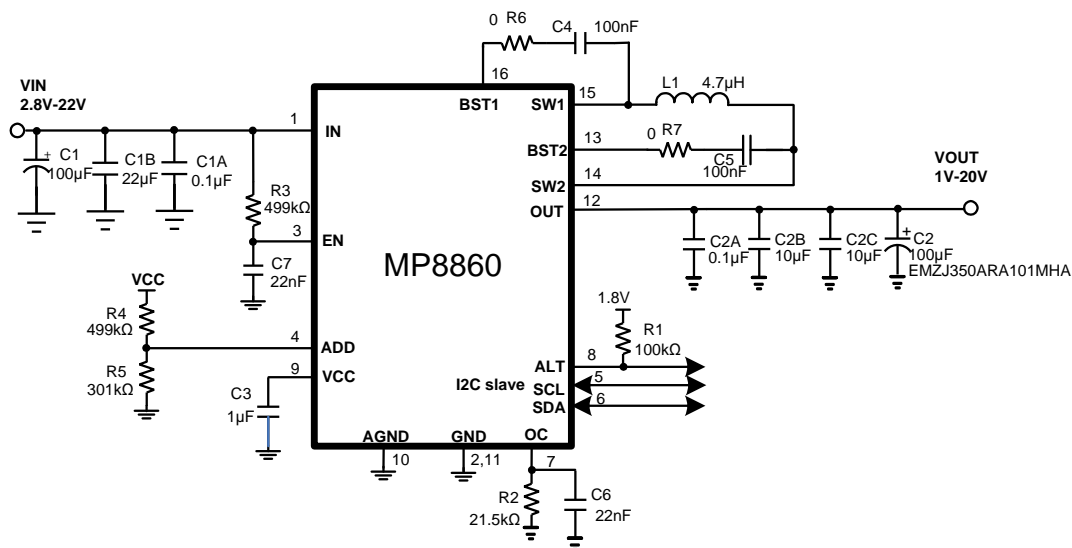 0 R6
C4
100nF
16
BST1
VIN
2.8V-22V
1
IN
+
C1
100µF
C1B
22µF
C1A
0.1µF
R3
499kΩ
3
EN
C7
22nF
VCC
R4
499kΩ
4
ADD
R5
301kΩ
9
VCC
C3
1µF
MP8860
SW1
15
L1 4.7µH
BST2
13
0 R7
C5
100nF
SW2
14
OUT
12
VOUT
1V-20V
C2A
0.1µF
C2B
10µF
C2C
10µF
+
C2
100µF
EMZJ350ARA101MHA
1.8V
R1
100kΩ
ALT
8
I2C slave
SCL
5
SDA
6
AGND
10
GND
2,11
OC
7
R2
21.5kΩ
C6
22nF